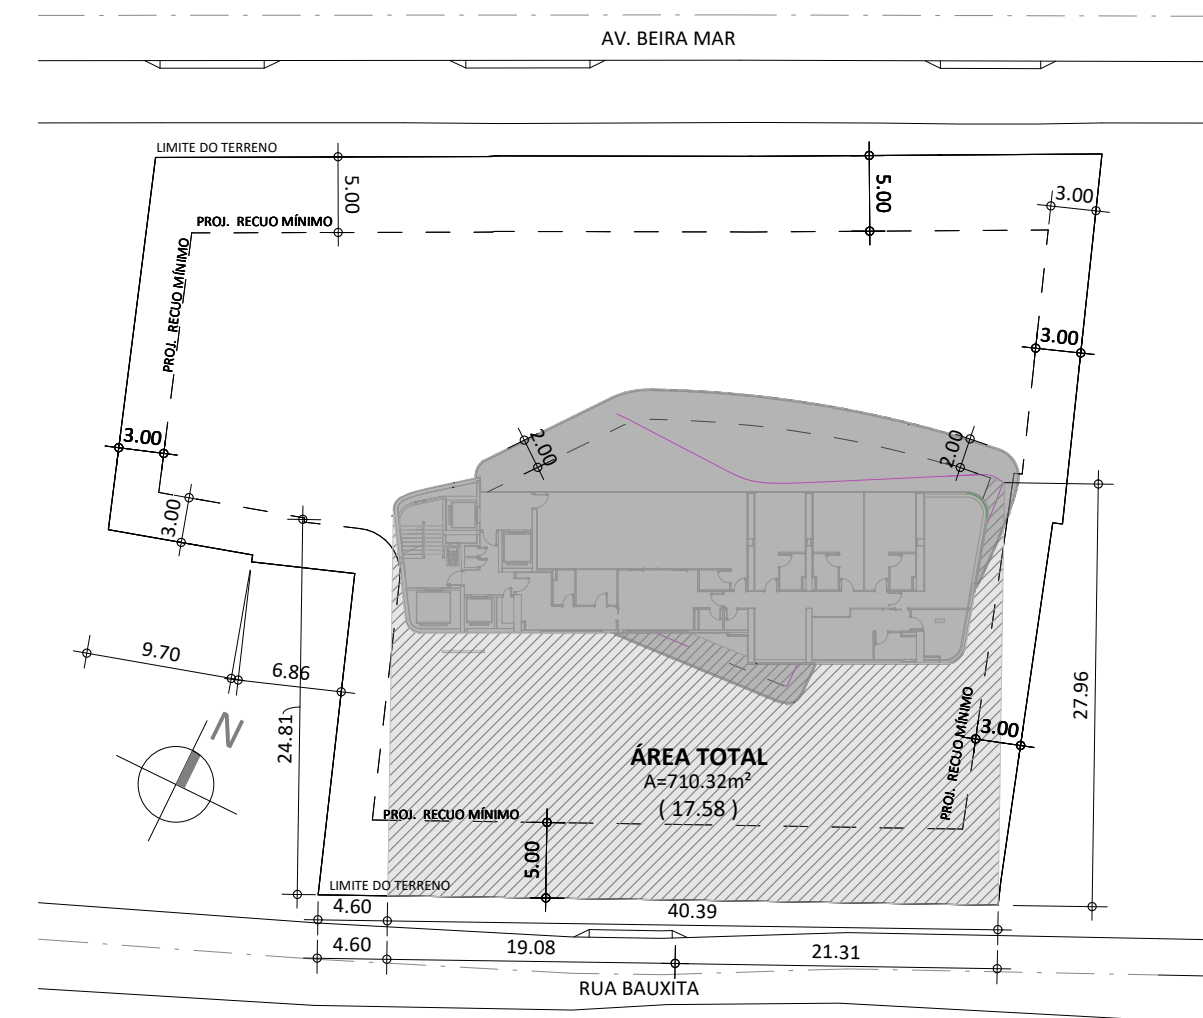 AV. BEIRA MAR
LIMITE DO TERRENO
5.00
5.00
3.00
PROJ. RECUO MÍNIMO
PROJ. RECUO MÍNIMO
3.00
3.00
2.00
2.00
3.00
9.70
6.86
24.81
27.96
N
PROJ. RECUO MÍNIMO
3.00
ÁREA TOTAL
A=710.32m²
( 17.58 )
PROJ. RECUO MÍNIMO
5.00
LIMITE DO TERRENO
4.60
40.39
4.60
19.08
21.31
RUA BAUXITA